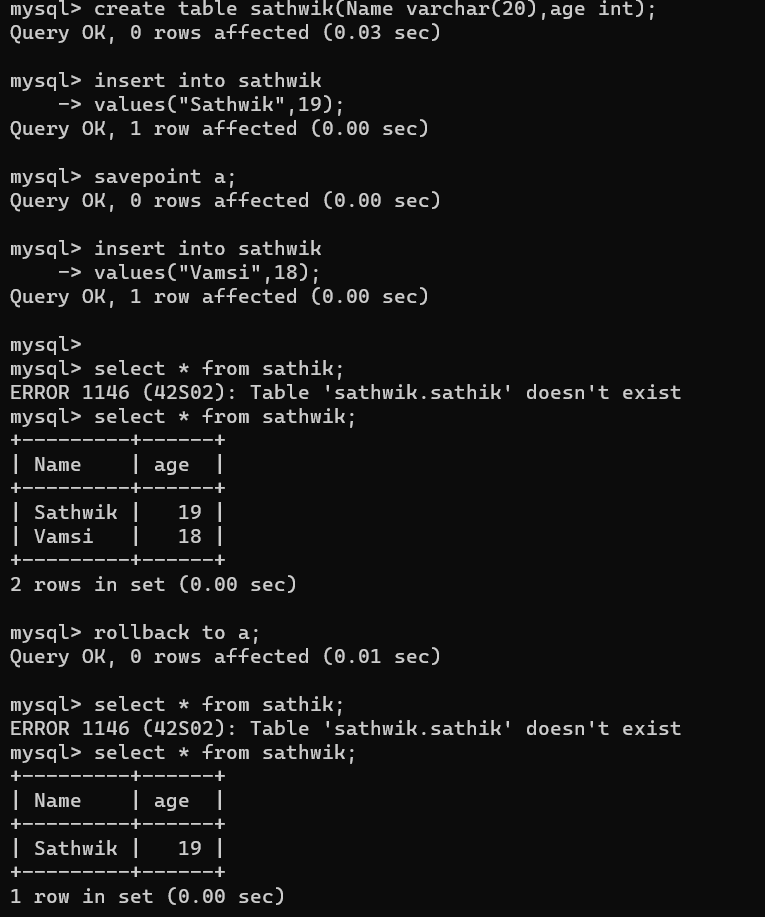 mysql> create table sathwik(Name varchar(20),age int);
Query OK, 0 rows affected (0.03 sec)
mysql> insert into sathwik
    -> values("Sathwik",19);
Query OK, 1 row affected (0.00 sec)
mysql> savepoint a;
Query OK, 0 rows affected (0.00 sec)
mysql> insert into sathwik
    -> values("Vamsi",18);
Query OK, 1 row affected (0.00 sec)
mysql>
mysql> select * from sathik;
ERROR 1146 (42S02): Table 'sathwik.sathik' doesn't exist
mysql> select * from sathwik;
+---------+------+
| Name    | age  |
+---------+------+
| Sathwik |   19 |
| Vamsi   |   18 |
+---------+------+
2 rows in set (0.00 sec)
mysql> rollback to a;
Query OK, 0 rows affected (0.01 sec)
mysql> select * from sathik;
ERROR 1146 (42S02): Table 'sathwik.sathik' doesn't exist
mysql> select * from sathwik;
+---------+------+
| Name    | age  |
+---------+------+
| Sathwik |   19 |
+---------+------+
1 row in set (0.00 sec)